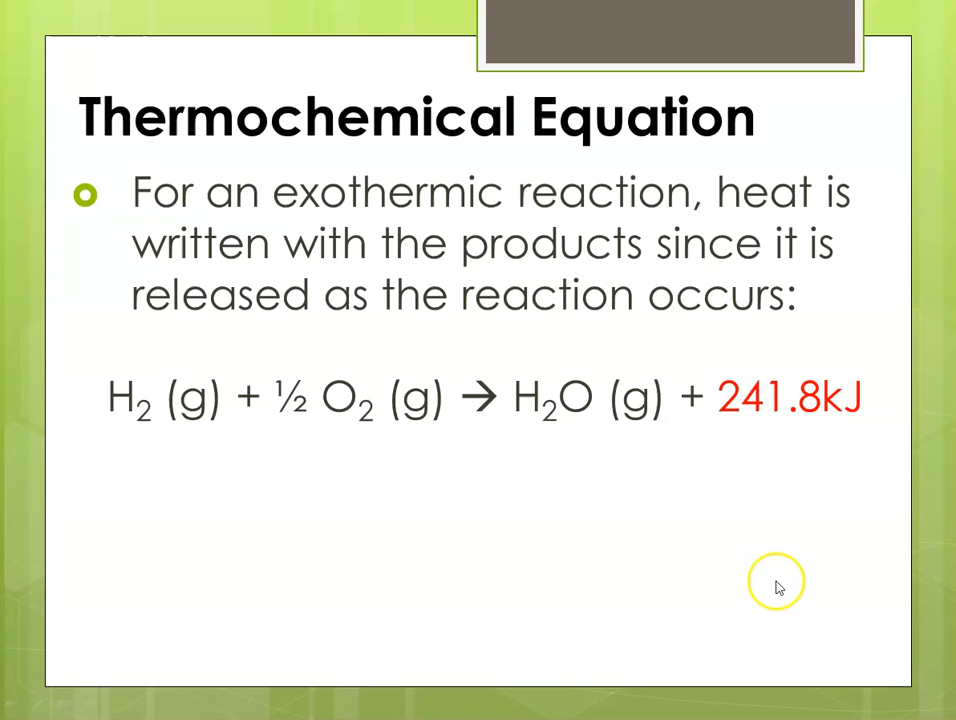 Thermochemical Equation
For an exothermic reaction, heat is
written with the products since it is
released as the reaction occurs:
H₂ (g) + ½ O₂ (g) → H₂O (g) + 241.8kJ